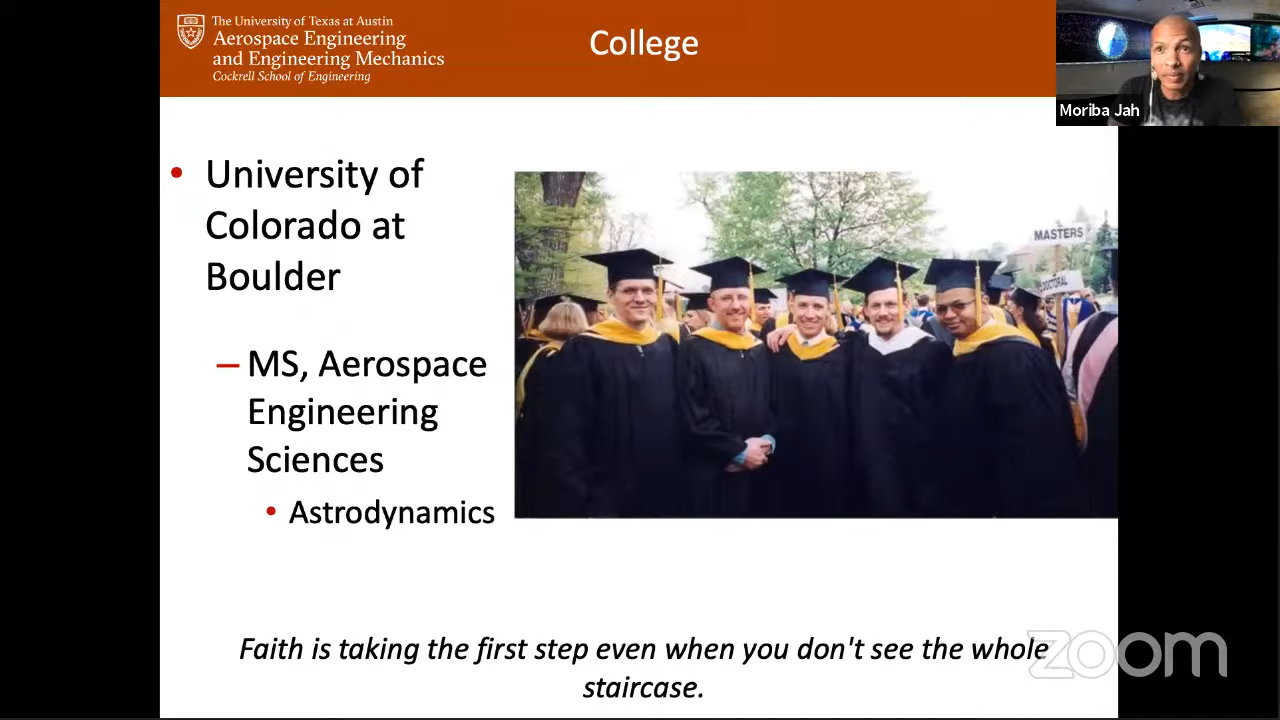 The University of Texas at Austin
Aerospace Engineering
and Engineering Mechanics
Cockrell School of Engineering
College
Moriba Jah
• University of
Colorado at
Boulder
– MS, Aerospace
Engineering
Sciences
• Astrodynamics
MASTERS
DOCTORAL
Faith is taking the first step even when you don't see the whole
staircase.
zoom